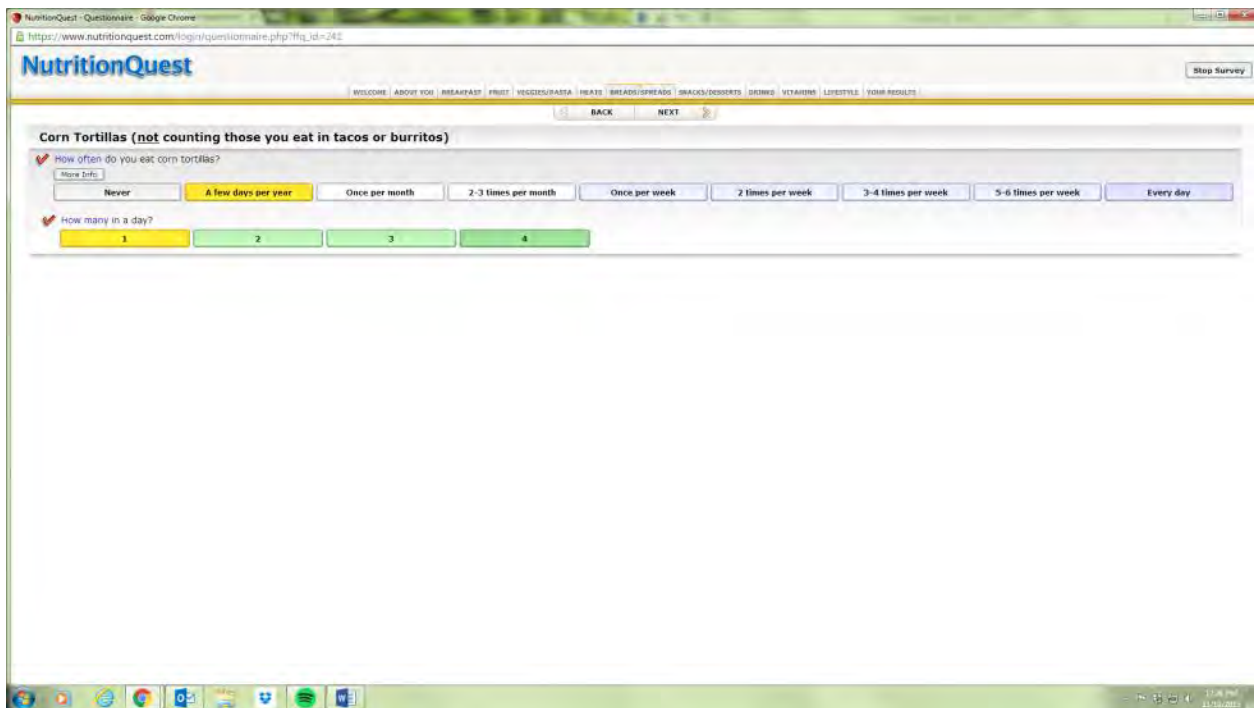 NutritionQuest - Questionnaire - Google Chrome
https://www.nutritionquest.com/login/questionnaire.php?ffq_id=242
NutritionQuest
Stop Survey
WELCOME ABOUT YOU BREAKFAST FRUIT VEGGIES/PASTA MEATS BREADS/SPREADS SNACKS/DESSERTS DRINKS VITAMINS LIFESTYLE YOUR RESULTS
BACK NEXT
Corn Tortillas (not counting those you eat in tacos or burritos)
How often do you eat corn tortillas?
More Info
Never A few days per year Once per month 2-3 times per month Once per week 2 times per week 3-4 times per week 5-6 times per week Every day
How many in a day?
1 2 3 4